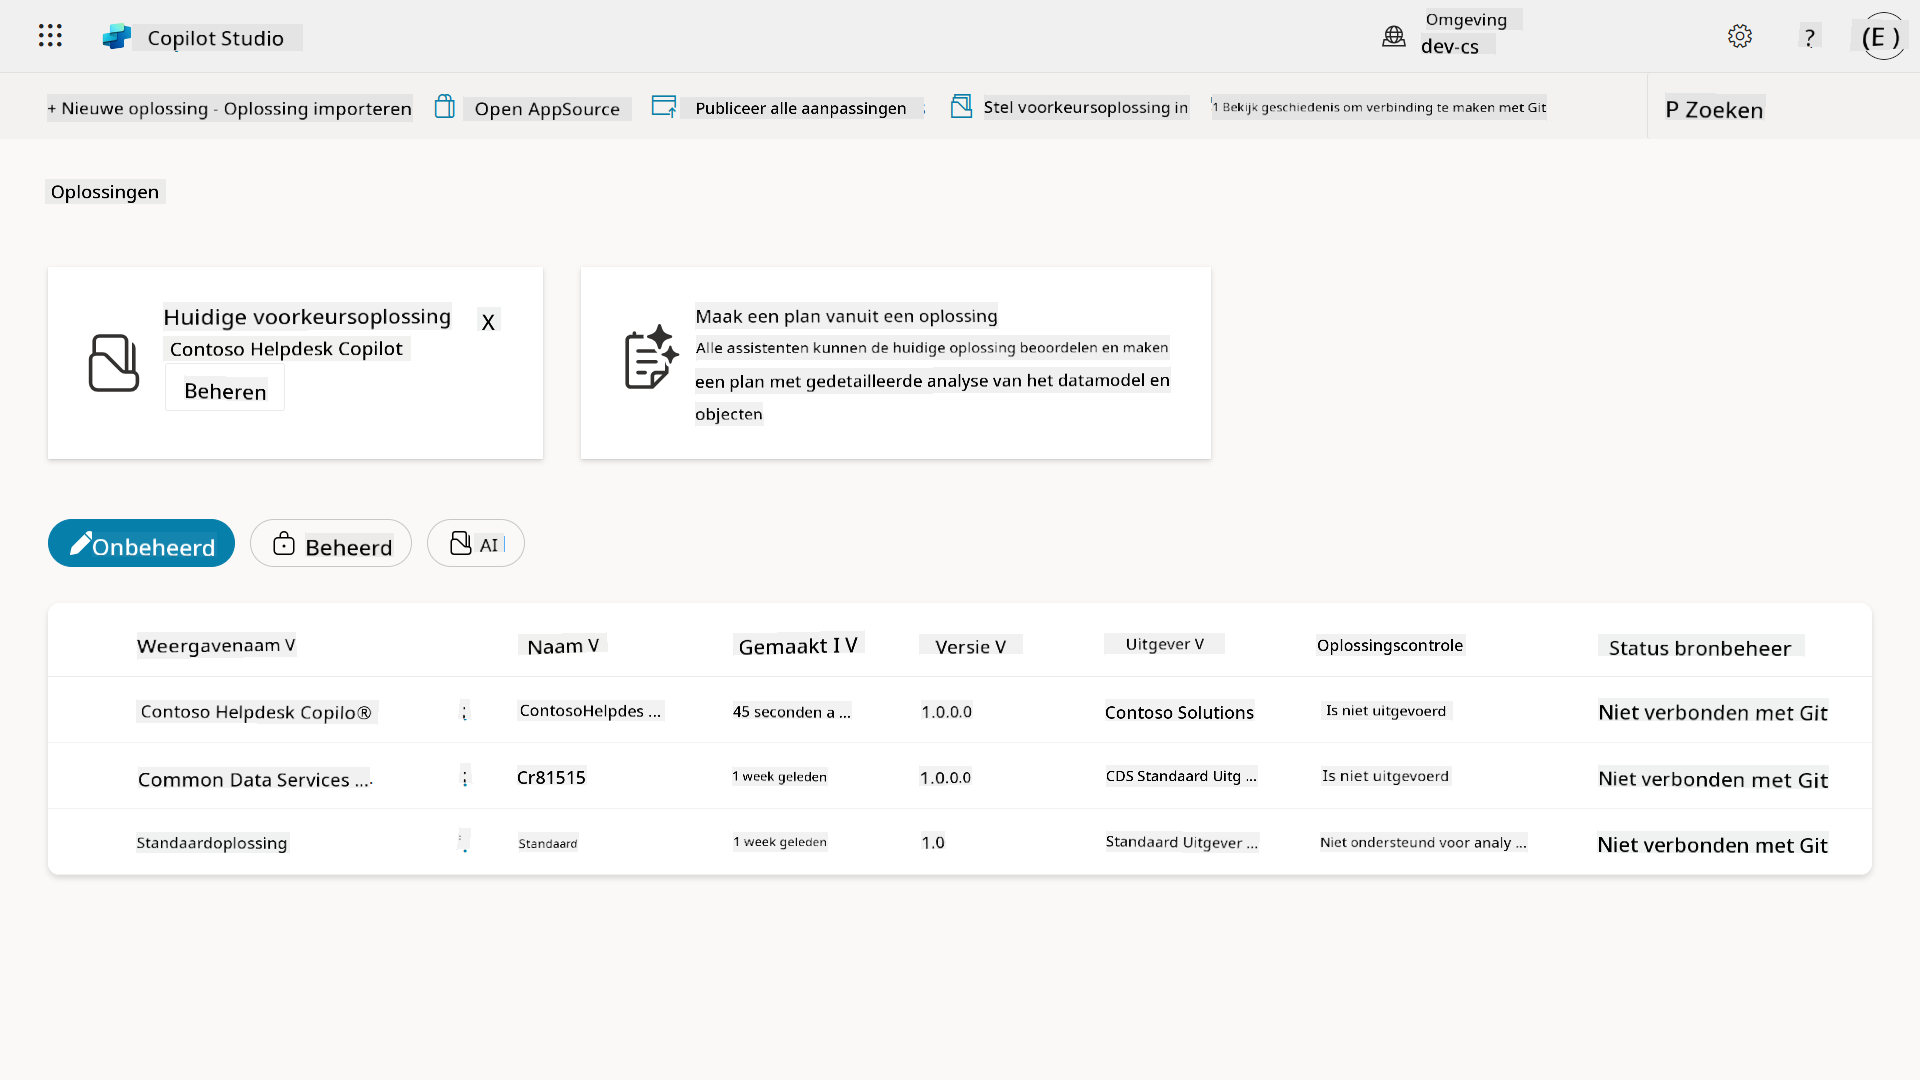 Copilot Studio
Omgeving
dev-cs
?
(E )
+ Nieuwe oplossing - Oplossing importeren
Open AppSource
Publiceer alle aanpassingen
Stel voorkeursoplossing in
1 Bekijk geschiedenis om verbinding te maken met Git
P Zoeken
Oplossingen
Huidige voorkeursoplossing
X
Contoso Helpdesk Copilot
Beheren
Maak een plan vanuit een oplossing
Alle assistenten kunnen de huidige oplossing beoordelen en maken
een plan met gedetailleerde analyse van het datamodel en
objecten
Onbeheerd
Beheerd
AI
Weergavenaam V
Naam V
Gemaakt I V
Versie V
Uitgever V
Oplossingscontrole
Status bronbeheer
Contoso Helpdesk Copilo®
ContosoHelpdes ...
45 seconden a ...
1.0.0.0
Contoso Solutions
Is niet uitgevoerd
Niet verbonden met Git
Common Data Services ...
Cr81515
1 week geleden
1.0.0.0
CDS Standaard Uitg ...
Is niet uitgevoerd
Niet verbonden met Git
Standaardoplossing
Standaard
1 week geleden
1.0
Standaard Uitgever ...
Niet ondersteund voor analy ...
Niet verbonden met Git